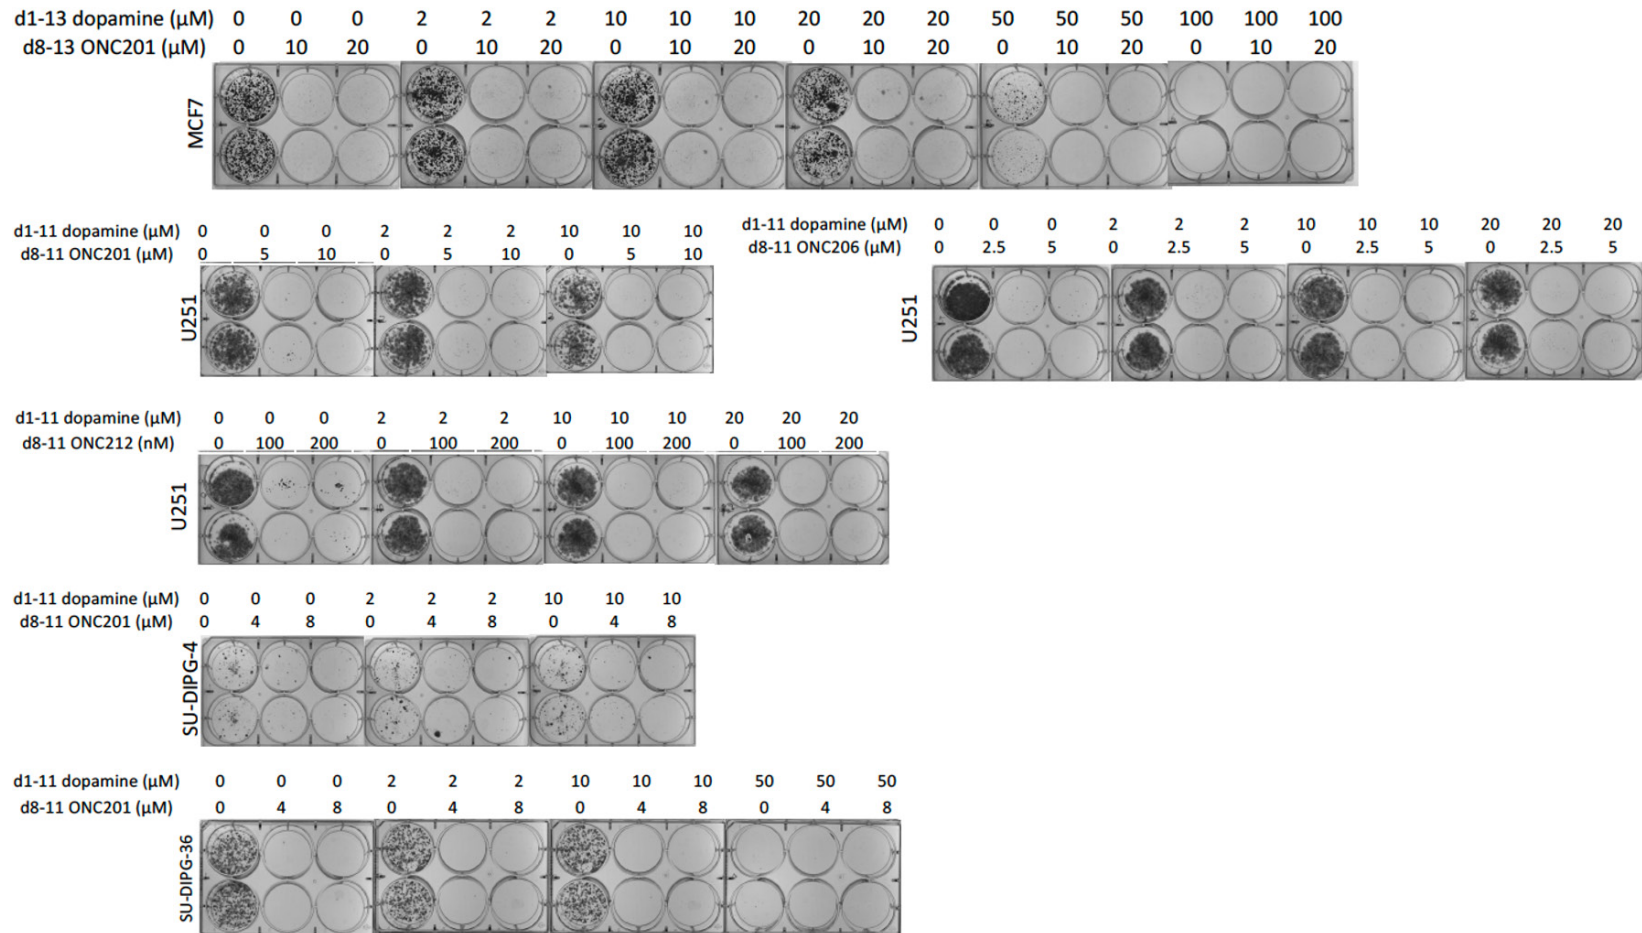 d1-13 dopamine (µM) 0 0 0 2 2 2 10 10 10 20 20 20 50 50 50 100 100 100
d8-13 ONC201 (µM) 0 10 20 0 10 20 0 10 20 0 10 20 0 10 20 0 10 20
MCF7
d1-11 dopamine (µM) 0 0 0 2 2 2 10 10 10
d8-11 ONC201 (µM) 0 5 10 0 5 10 0 5 10
U251
d1-11 dopamine (µM) 0 0 0 2 2 2 10 10 10 20 20 20
d8-11 ONC206 (µM) 0 2.5 5 0 2.5 5 0 2.5 5 0 2.5 5
U251
d1-11 dopamine (µM) 0 0 0 2 2 2 10 10 10 20 20 20
d8-11 ONC212 (nM) 0 100 200 0 100 200 0 100 200 0 100 200
U251
d1-11 dopamine (µM) 0 0 0 2 2 2 10 10 10
d8-11 ONC201 (µM) 0 4 8 0 4 8 0 4 8
SU-DIPG-4
d1-11 dopamine (µM) 0 0 0 2 2 2 10 10 10 50 50 50
d8-11 ONC201 (µM) 0 4 8 0 4 8 0 4 8 0 4 8
SU-DIPG-36